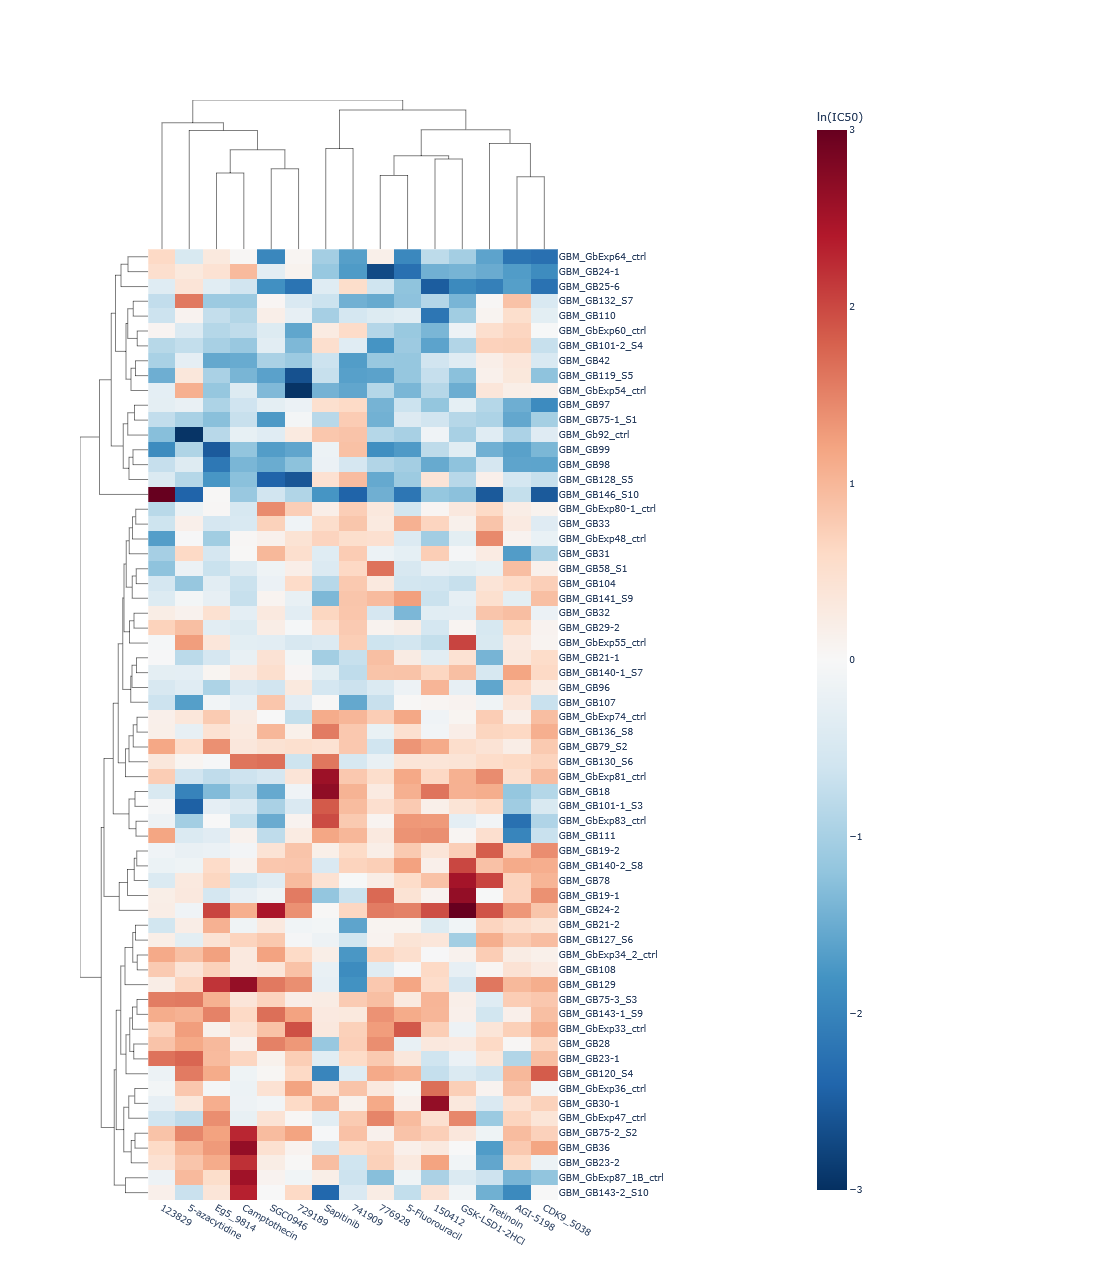 ln(IC50)
3
2
1
0
−1
−2
−3
GBM_GbExp64_ctrl
GBM_GB24-1
GBM_GB25-6
GBM_GB132_S7
GBM_GB110
GBM_GbExp60_ctrl
GBM_GB101-2_S4
GBM_GB42
GBM_GB119_S5
GBM_GbExp54_ctrl
GBM_GB97
GBM_GB75-1_S1
GBM_Gb92_ctrl
GBM_GB99
GBM_GB98
GBM_GB128_S5
GBM_GB146_S10
GBM_GbExp80-1_ctrl
GBM_GB33
GBM_GbExp48_ctrl
GBM_GB31
GBM_GB58_S1
GBM_GB104
GBM_GB141_S9
GBM_GB32
GBM_GB29-2
GBM_GbExp55_ctrl
GBM_GB21-1
GBM_GB140-1_S7
GBM_GB96
GBM_GB107
GBM_GbExp74_ctrl
GBM_GB136_S8
GBM_GB79_S2
GBM_GB130_S6
GBM_GbExp81_ctrl
GBM_GB18
GBM_GB101-1_S3
GBM_GbExp83_ctrl
GBM_GB111
GBM_GB19-2
GBM_GB140-2_S8
GBM_GB78
GBM_GB19-1
GBM_GB24-2
GBM_GB21-2
GBM_GB127_S6
GBM_GbExp34_2_ctrl
GBM_GB108
GBM_GB129
GBM_GB75-3_S3
GBM_GB143-1_S9
GBM_GbExp33_ctrl
GBM_GB28
GBM_GB23-1
GBM_GB120_S4
GBM_GbExp36_ctrl
GBM_GB30-1
GBM_GbExp47_ctrl
GBM_GB75-2_S2
GBM_GB36
GBM_GB23-2
GBM_GbExp87_1B_ctrl
GBM_GB143-2_S10
123829
5-azacytidine
Eg5_9814
Camptothecin
SGC0946
729189
Sapitinib
741909
776928
5-Fluorouracil
150412
GSK-LSD1-2HCl
Tretinoin
AGI-5198
CDK9_5038